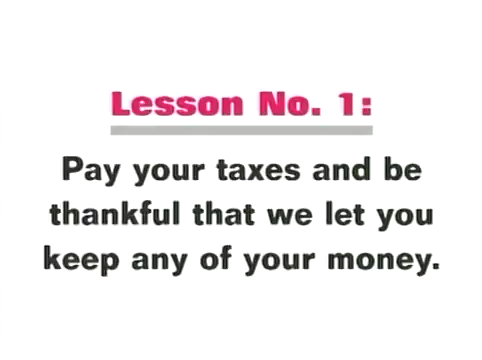 Lesson No. 1:
Pay your taxes and be
thankful that we let you
keep any of your money.